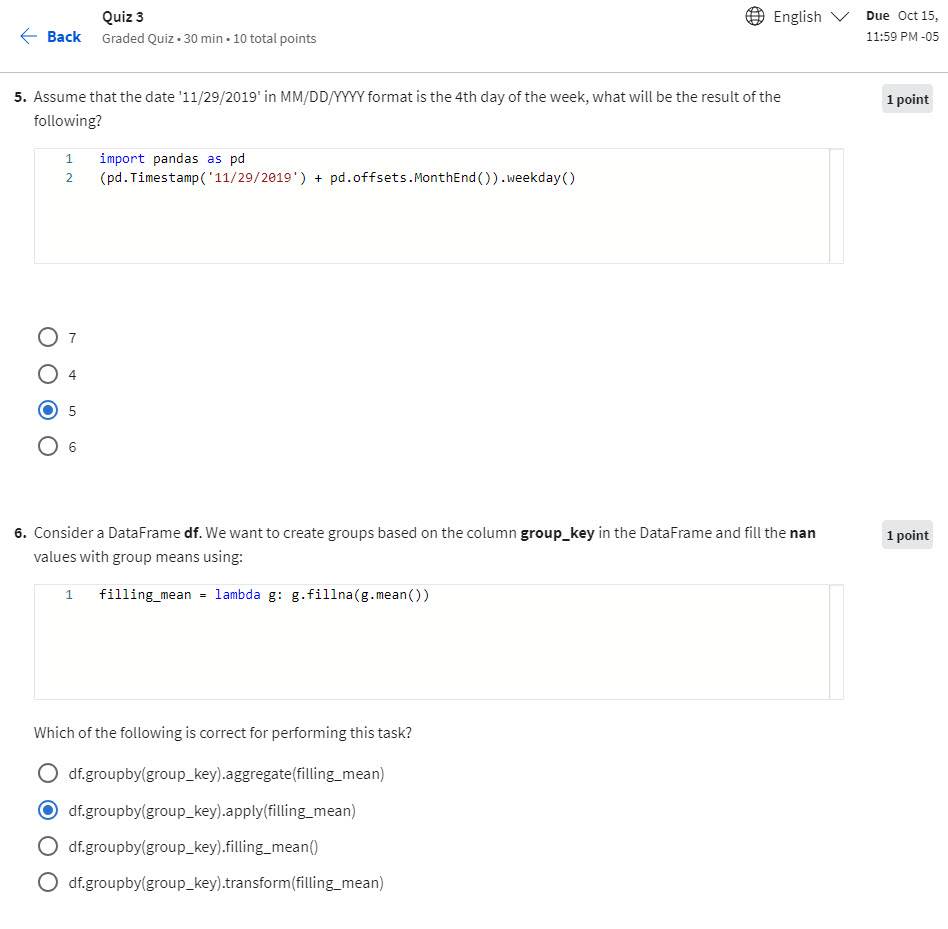 Quiz 3
English
Due Oct 15,
Back
Graded Quiz • 30 min • 10 total points
11:59 PM -05
5. Assume that the date '11/29/2019' in MM/DD/YYYY format is the 4th day of the week, what will be the result of the
1 point
following?
1 import pandas as pd
2 (pd.Timestamp('11/29/2019') + pd.offsets.MonthEnd()).weekday()
7
4
5
6
6. Consider a DataFrame df. We want to create groups based on the column group_key in the DataFrame and fill the nan
1 point
values with group means using:
1 filling_mean = lambda g: g.fillna(g.mean())
Which of the following is correct for performing this task?
df.groupby(group_key).aggregate(filling_mean)
df.groupby(group_key).apply(filling_mean)
df.groupby(group_key).filling_mean()
df.groupby(group_key).transform(filling_mean)